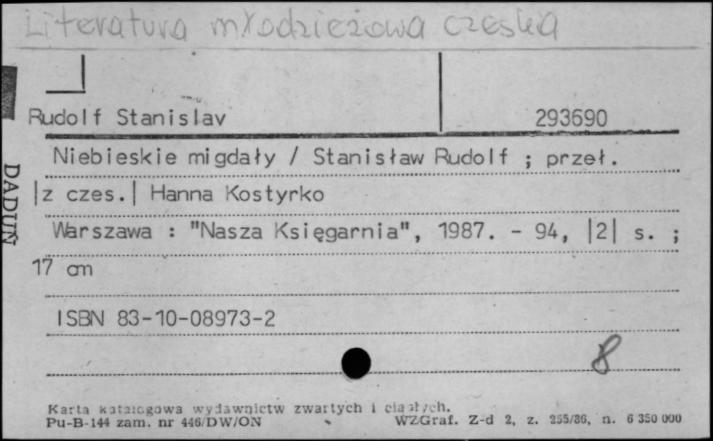 Literatura młodzieżowa czeska
Rudolf Stanislav 293690
Niebieskie migdały / Stanisław Rudolf ; przeł.
|z czes.| Hanna Kostyrko
Warszawa : "Nasza Księgarnia", 1987. - 94, |2| s. ;
17 cm
ISBN 83-10-08973-2
8
DADUŃ
Karta katalogowa wydawnictw zwartych i ciągłych.
Pu-B-144 zam. nr 446/DW/ON WZGraf. Z-d 2, z. 255/86, n. 6 350 000